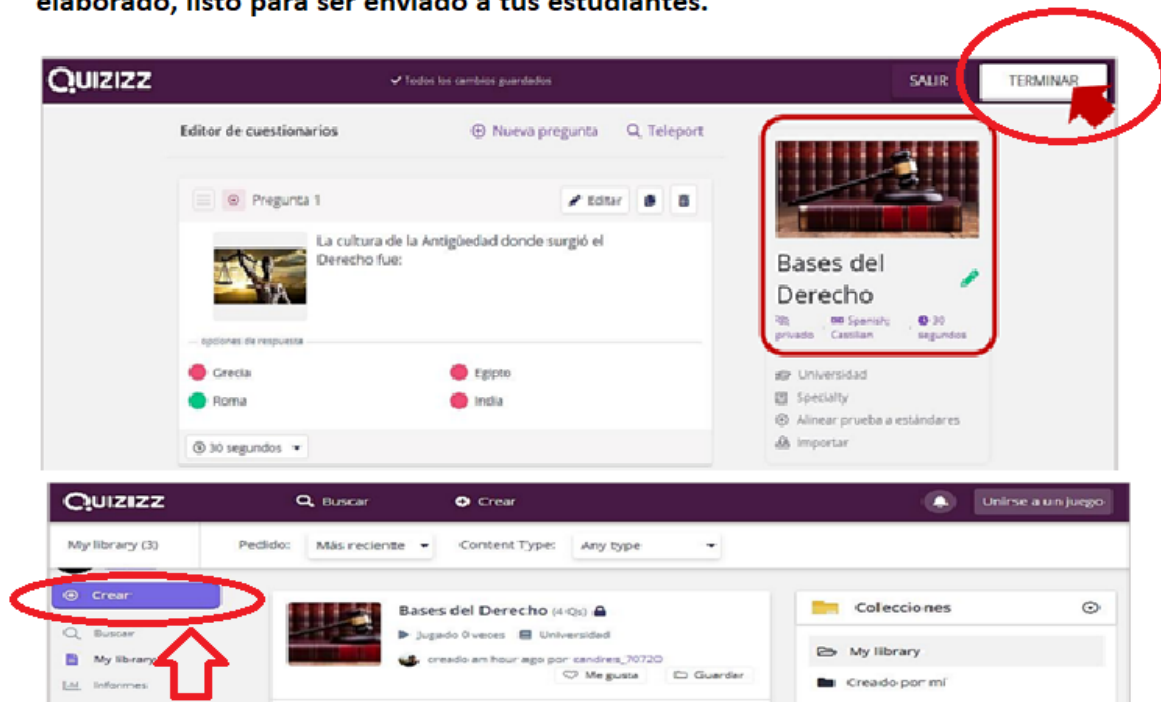 elaborado, listo para ser enviado a tus estudiantes.
Quizizz
Todos los cambios guardados
SALIR
TERMINAR
Editor de cuestionarios
Nueva pregunta
Teleport
Pregunta 1
Editar
La cultura de la Antigüedad donde surgió el
Derecho fue:
opciones de respuesta
Grecia
Egipto
Roma
India
30 segundos
Bases del
Derecho
privado
Spanish;
Castilian
30
segundos
Universidad
Specialty
Alinear prueba a estándares
Importar
Quizizz
Buscar
Crear
Unirse a un juego
My library (3)
Pedido:
Más reciente
Content Type:
Any type
Crear
Buscar
My library
Informes
Bases del Derecho (4 Qs)
Jugado 0 veces
Universidad
creado an hour ago por
Me gusta
Guardar
Colecciones
My library
Creado por mí